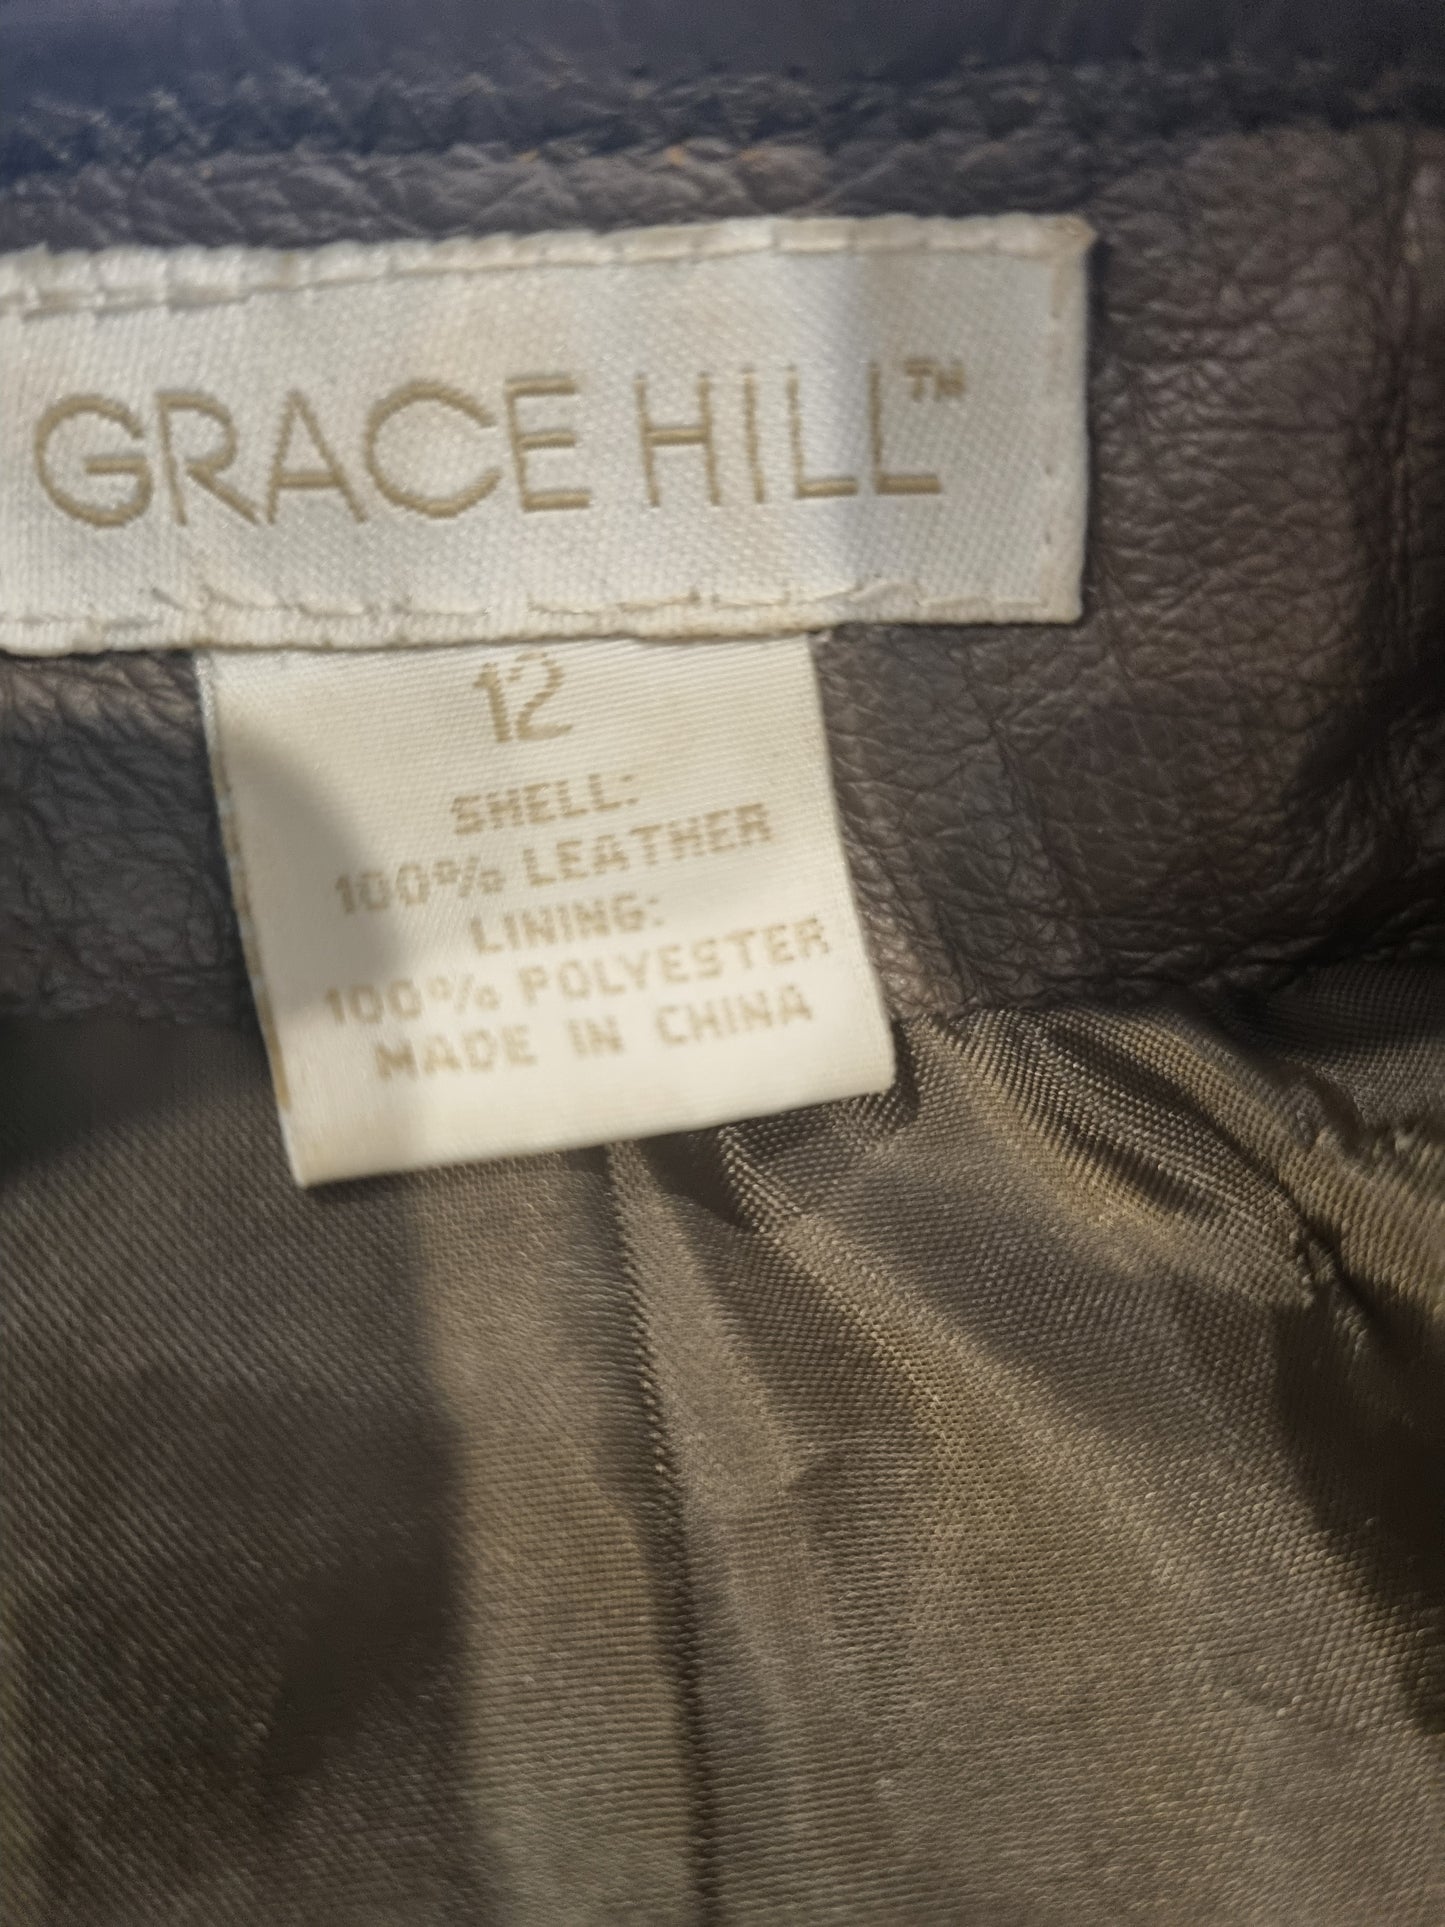 GRACE HILL™
12
SHELL:
100% LEATHER
LINING:
100% POLYESTER
MADE IN CHINA